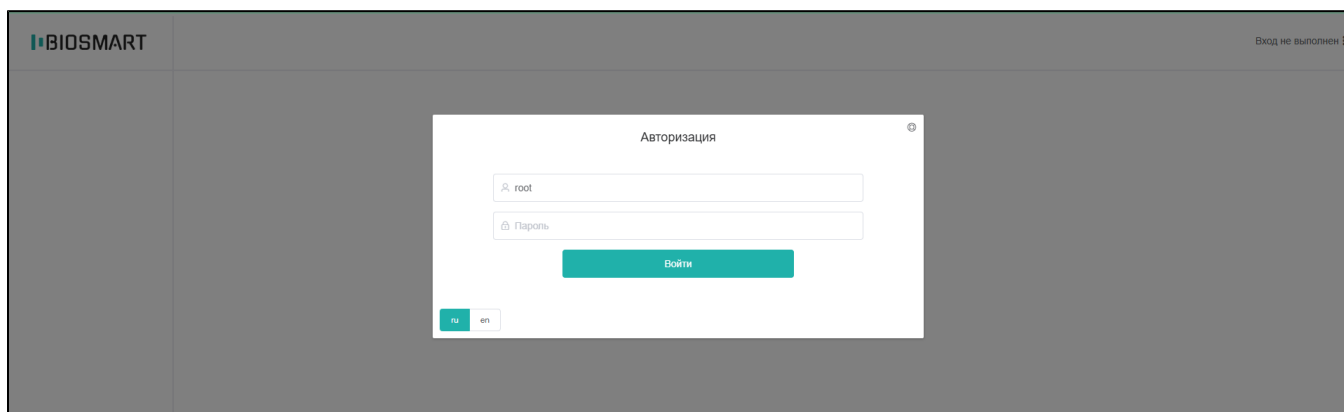 BIOSMART
Вход не выполнен
Авторизация
root
Пароль
Войти
ru en